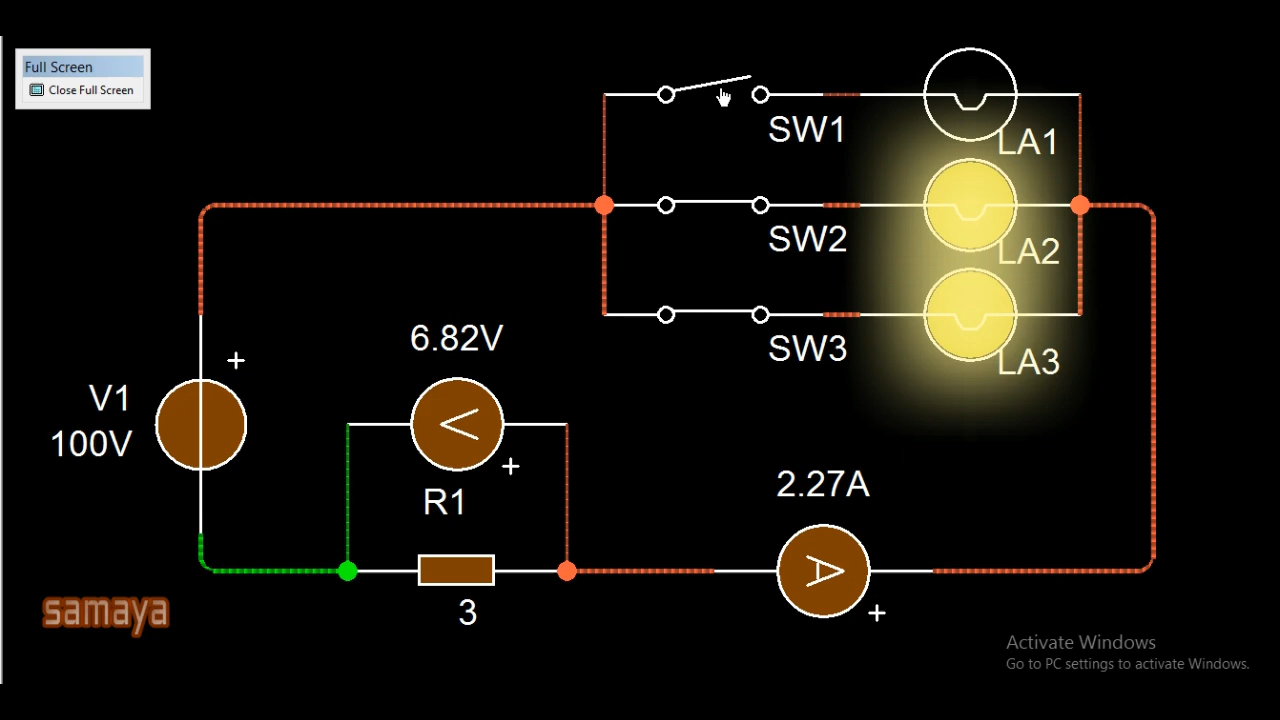 Full Screen
Close Full Screen
SW1
LA1
SW2
LA2
SW3
LA3
6.82V
+
V1
100V
V
+
R1
2.27A
A
+
3
samaya
Activate Windows
Go to PC settings to activate Windows.